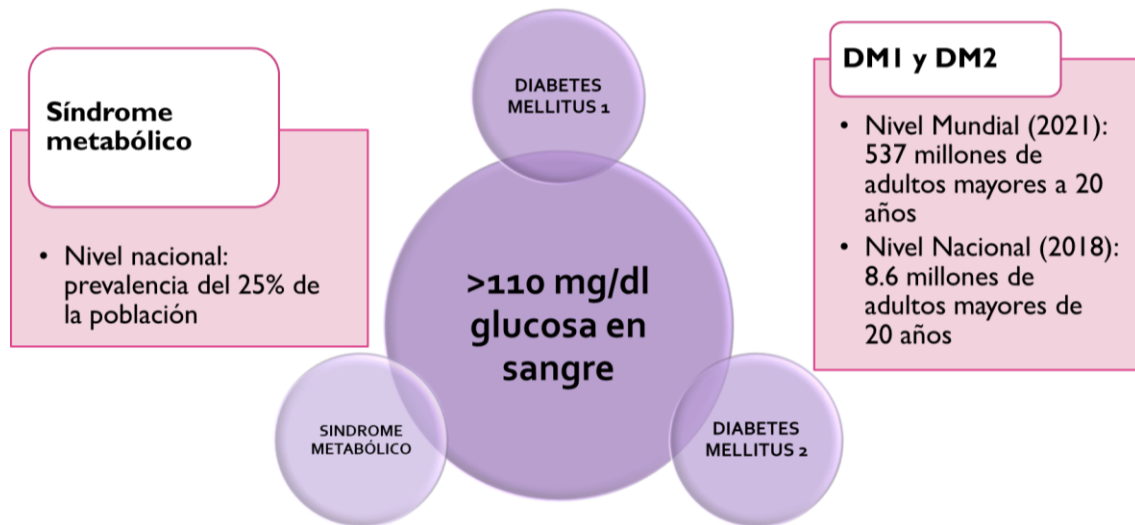 Síndrome
metabólico
• Nivel nacional:
prevalencia del 25% de
la población
DIABETES
MELLITUS 1
>110 mg/dl
glucosa en
sangre
SINDROME
METABÓLICO
DIABETES
MELLITUS 2
DM1 y DM2
• Nivel Mundial (2021):
537 millones de
adultos mayores a 20
años
• Nivel Nacional (2018):
8.6 millones de
adultos mayores de
20 años